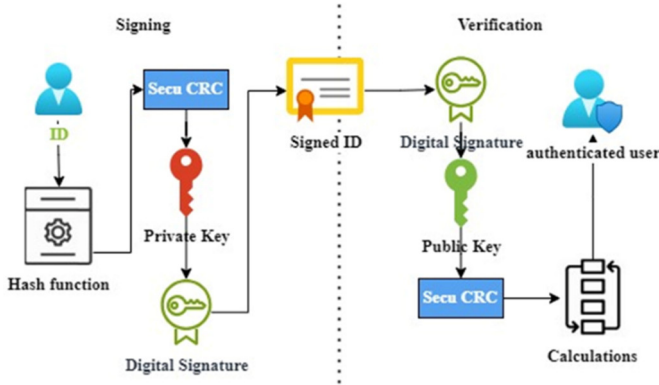 Signing
Verification
ID
Secu CRC
Hash function
Private Key
Digital Signature
Signed ID
Digital Signature
Public Key
Secu CRC
Calculations
authenticated user